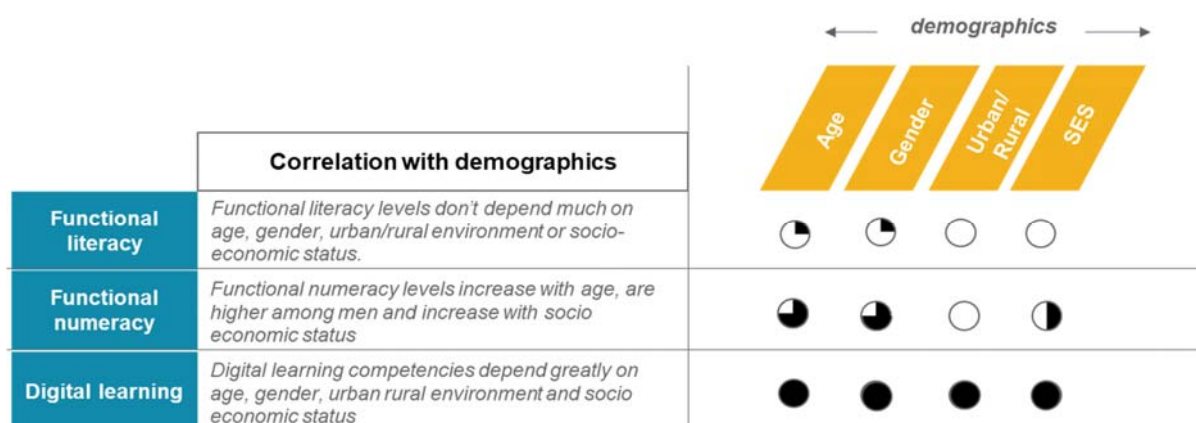 demographics
Age
Gender
Urban/
Rural
SES
Correlation with demographics
Functional
literacy
Functional literacy levels don't depend much on
age, gender, urban/rural environment or socio-
economic status.
Functional
numeracy
Functional numeracy levels increase with age, are
higher among men and increase with socio
economic status
Digital learning
Digital learning competencies depend greatly on
age, gender, urban rural environment and socio
economic status